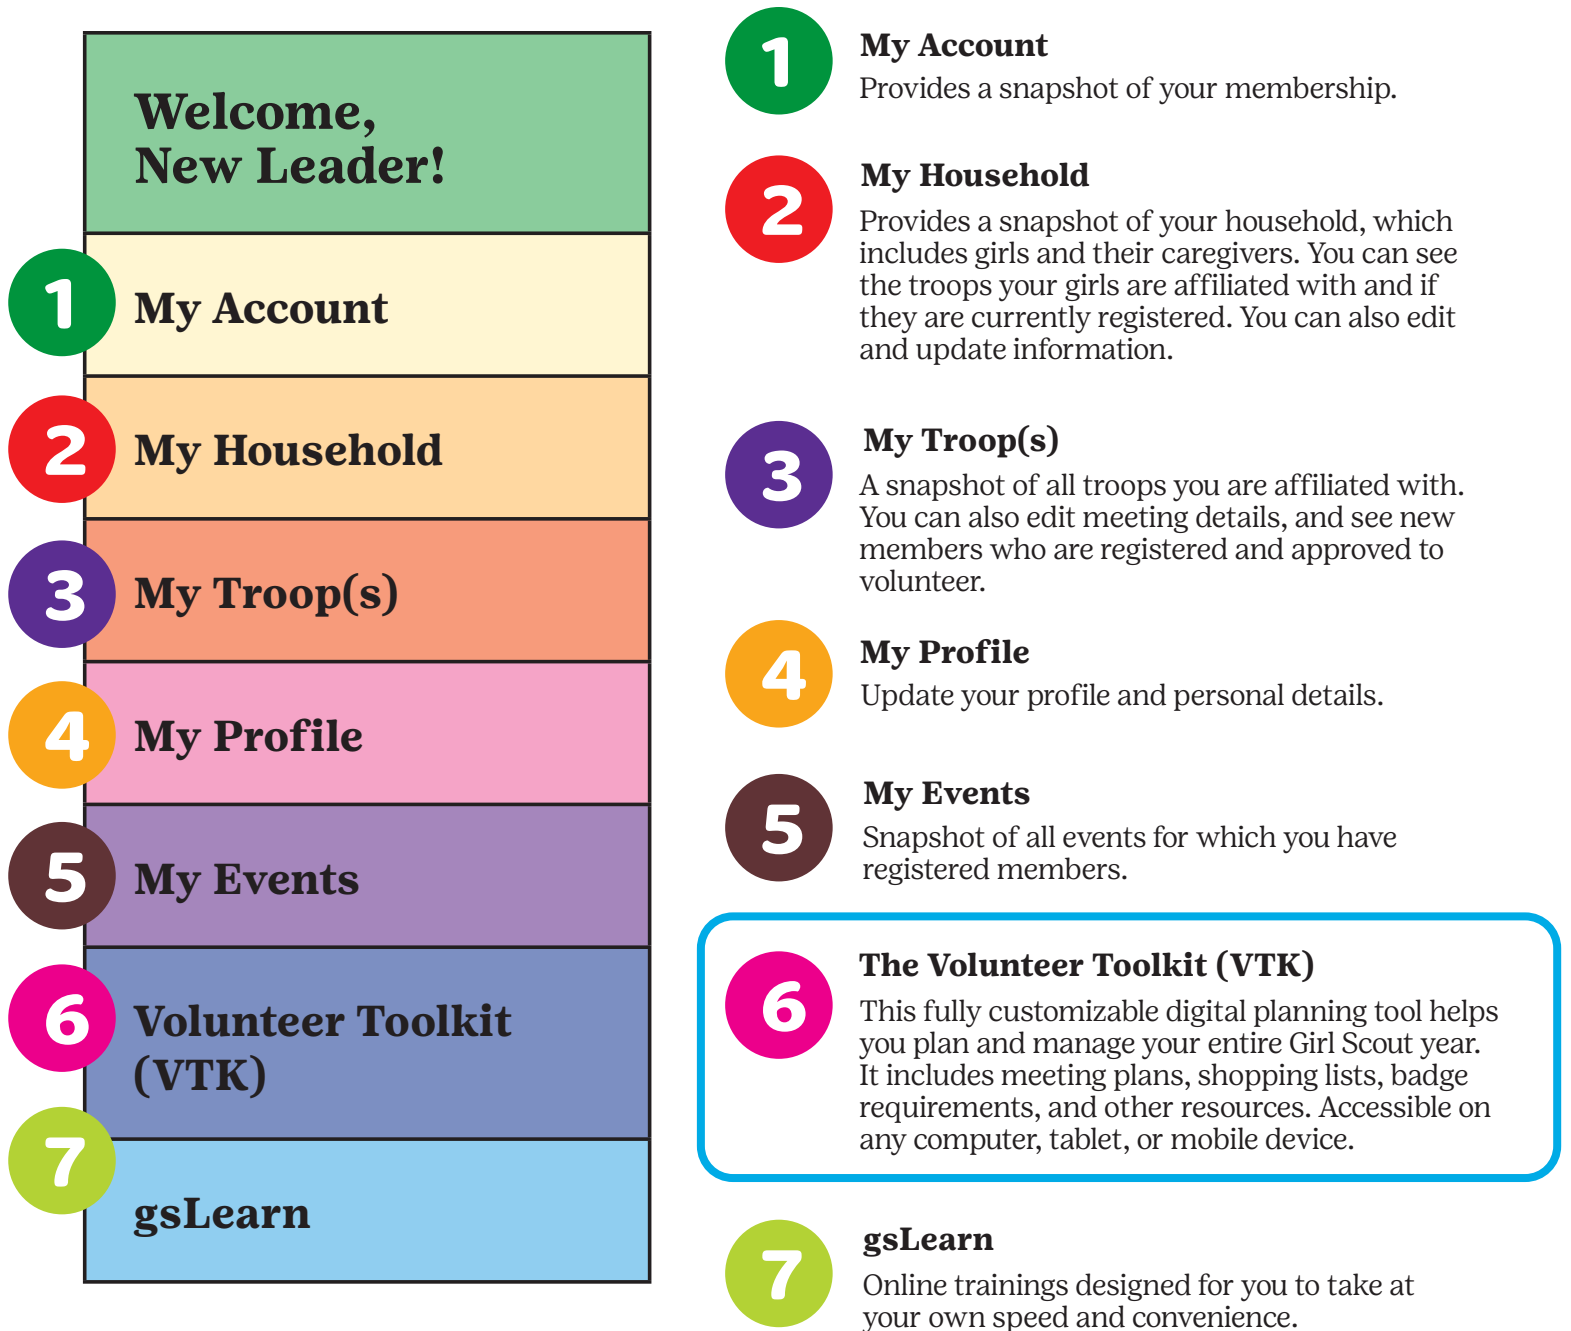 Welcome,
New Leader!
1
My Account
2
My Household
3
My Troop(s)
4
My Profile
5
My Events
6
Volunteer Toolkit
(VTK)
7
gsLearn
1
My Account
Provides a snapshot of your membership.
2
My Household
Provides a snapshot of your household, which
includes girls and their caregivers. You can see
the troops your girls are affiliated with and if
they are currently registered. You can also edit
and update information.
3
My Troop(s)
A snapshot of all troops you are affiliated with.
You can also edit meeting details, and see new
members who are registered and approved to
volunteer.
4
My Profile
Update your profile and personal details.
5
My Events
Snapshot of all events for which you have
registered members.
6
The Volunteer Toolkit (VTK)
This fully customizable digital planning tool helps
you plan and manage your entire Girl Scout year.
It includes meeting plans, shopping lists, badge
requirements, and other resources. Accessible on
any computer, tablet, or mobile device.
7
gsLearn
Online trainings designed for you to take at
your own speed and convenience.